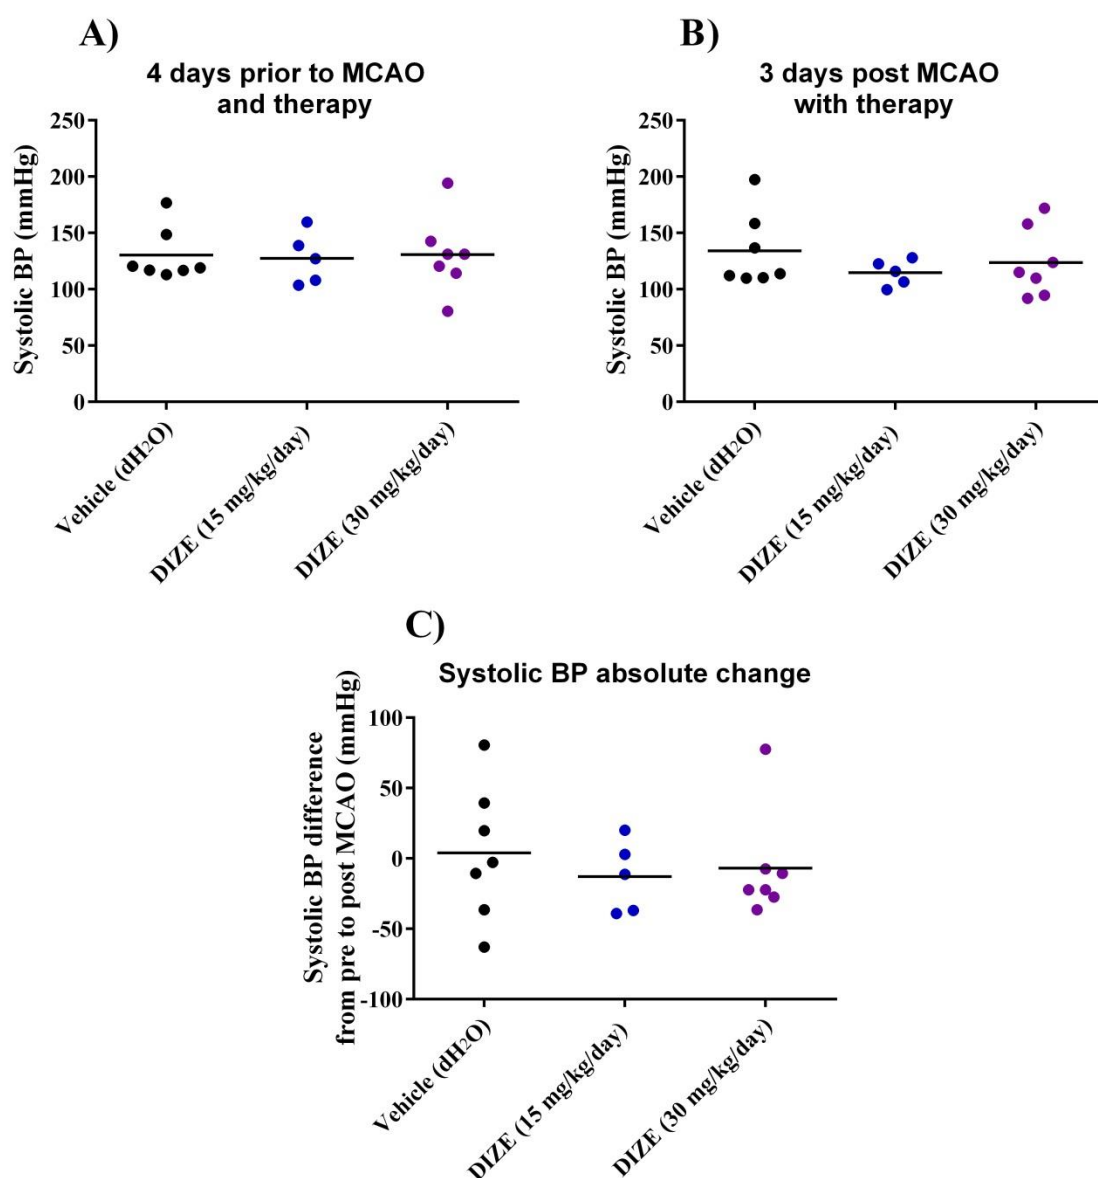 A)
4 days prior to MCAO
and therapy
Systolic BP (mmHg)
250
200
150
100
50
0
Vehicle (dH2O)
DIZE (15 mg/kg/day)
DIZE (30 mg/kg/day)
B)
3 days post MCAO
with therapy
Systolic BP (mmHg)
250
200
150
100
50
0
Vehicle (dH2O)
DIZE (15 mg/kg/day)
DIZE (30 mg/kg/day)
C)
Systolic BP absolute change
Systolic BP difference
from pre to post MCAO (mmHg)
100
50
0
-50
-100
Vehicle (dH2O)
DIZE (15 mg/kg/day)
DIZE (30 mg/kg/day)